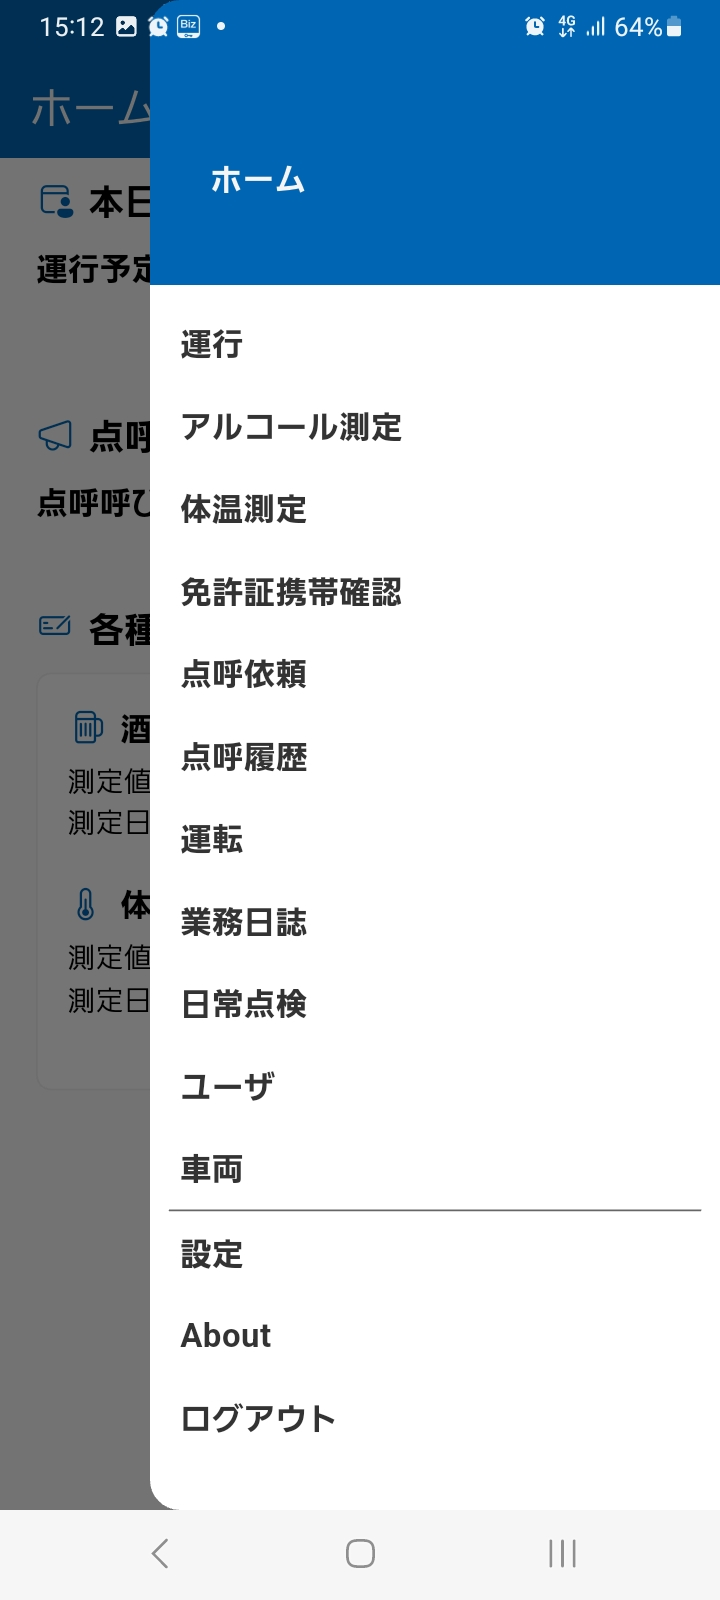 15:12 Biz 4G 64%
ホーム
ホーム
本日
運行予定
点呼
点呼呼び
各種
酒
測定値
測定日
体
測定値
測定日
運行
アルコール測定
体温測定
免許証携帯確認
点呼依頼
点呼履歴
運転
業務日誌
日常点検
ユーザ
車両
設定
About
ログアウト